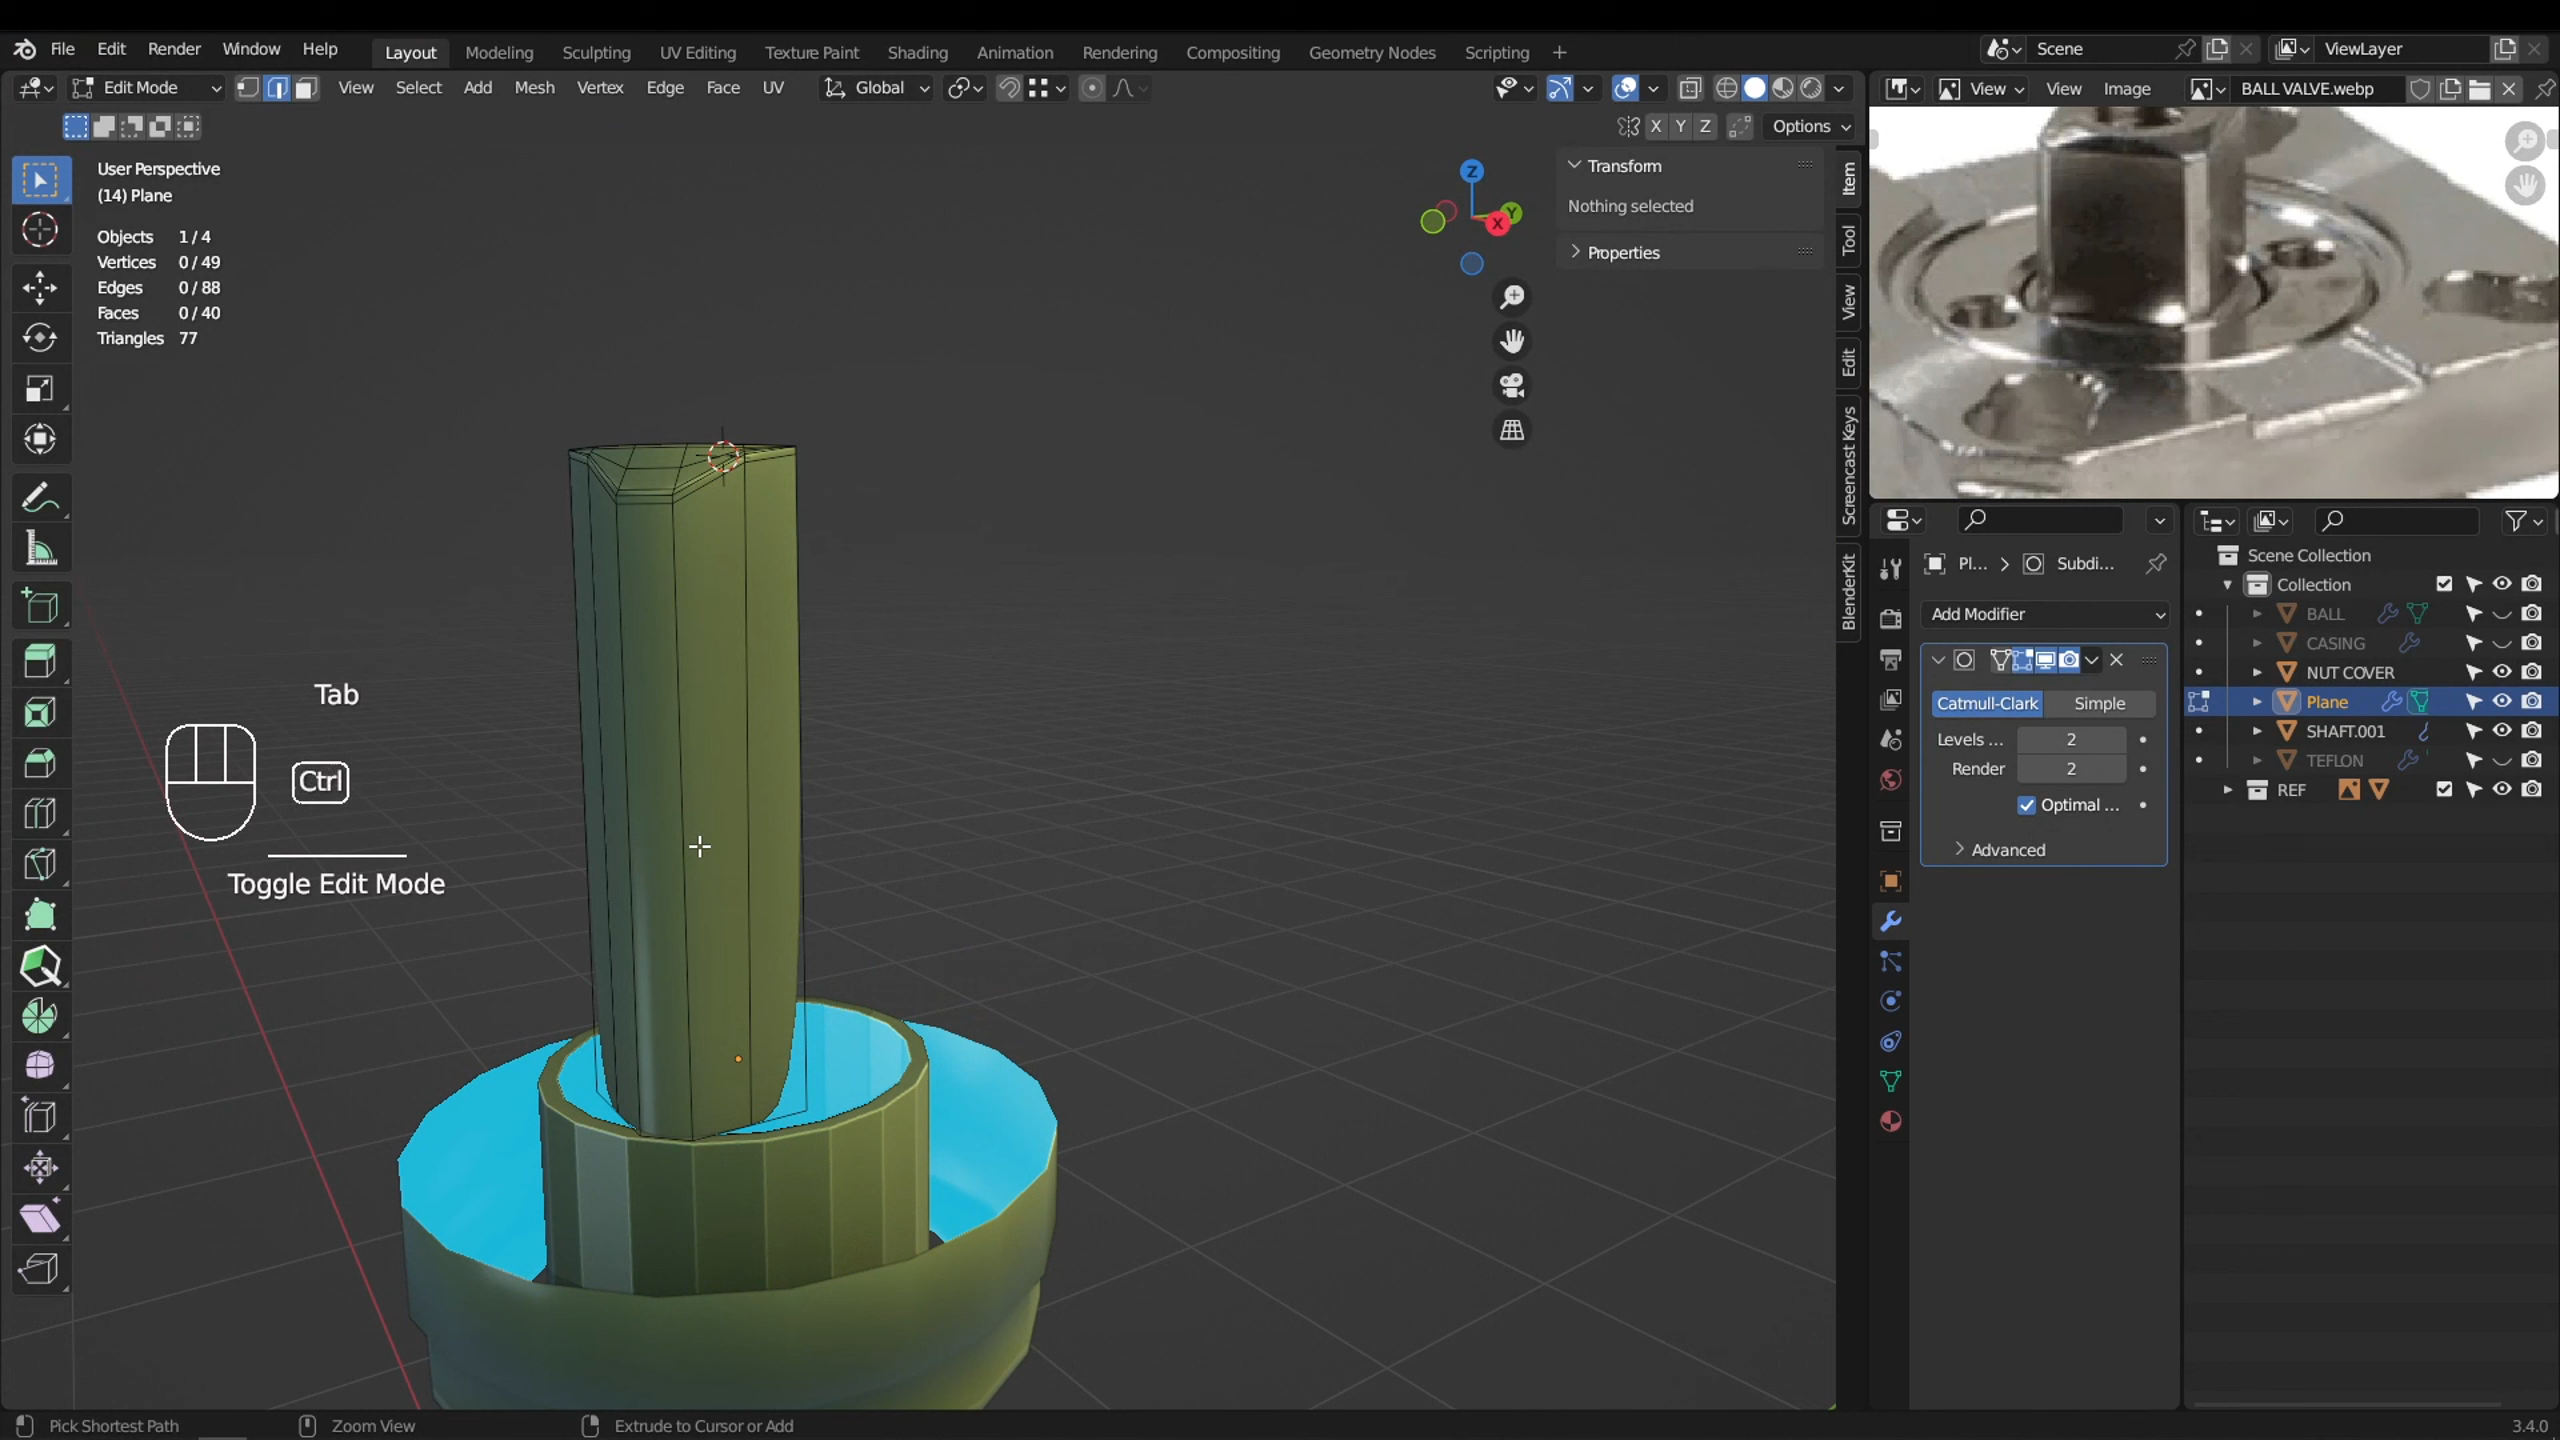 File Edit Render Window Help Layout Modeling Sculpting UV Editing Texture Paint Shading Animation Rendering Compositing Geometry Nodes Scripting + Scene ViewLayer
Edit Mode View Select Add Mesh Vertex Edge Face UV Global View View Image BALL VALVE.webp
X Y Z Options
User Perspective
(14) Plane
Objects 1 / 4
Vertices 0 / 49
Edges 0 / 88
Faces 0 / 40
Triangles 77
Z
Y
X
Transform
Nothing selected
Properties
Item
Tool
View
Edit
Screencast Keys
BlenderKit
Tab
Ctrl
Toggle Edit Mode
Pl... > Subdi...
Add Modifier
Catmull-Clark Simple
Levels ... 2
Render 2
Optimal ...
Advanced
Scene Collection
Collection
BALL
CASING
NUT COVER
Plane
SHAFT.001
TEFLON
REF
Pick Shortest Path Zoom View Extrude to Cursor or Add 3.4.0